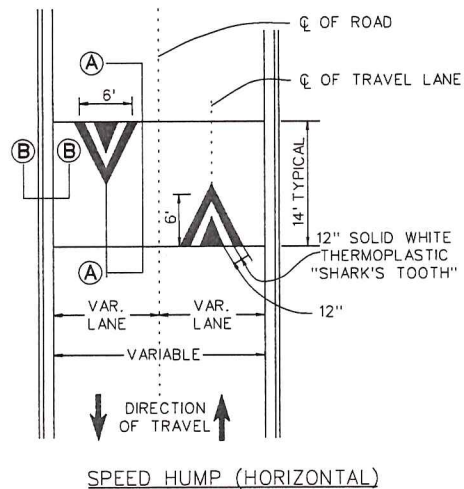 ℄ OF ROAD
A
℄ OF TRAVEL LANE
6'
B B
6'
14' TYPICAL
12" SOLID WHITE
THERMOPLASTIC
"SHARK'S TOOTH"
A
12"
VAR.
LANE
VAR.
LANE
VARIABLE
DIRECTION
OF TRAVEL
SPEED HUMP (HORIZONTAL)